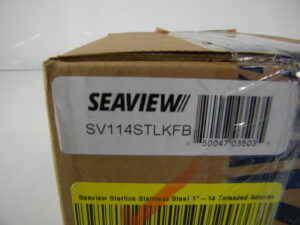 SEAVIEW
SV114STLKFB
50047 03503
Seaview Starlink Stainless Steel 1" - 14 Threaded Adapter